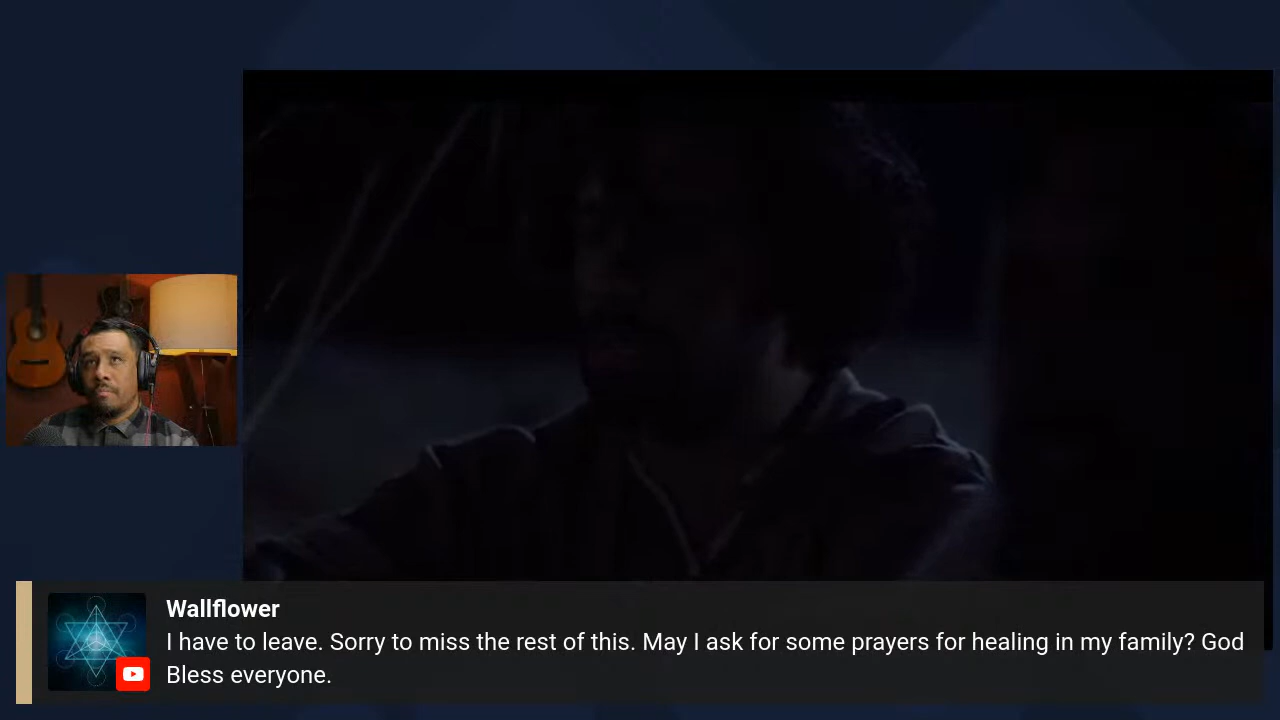 Wallflower
I have to leave. Sorry to miss the rest of this. May I ask for some prayers for healing in my family? God
Bless everyone.